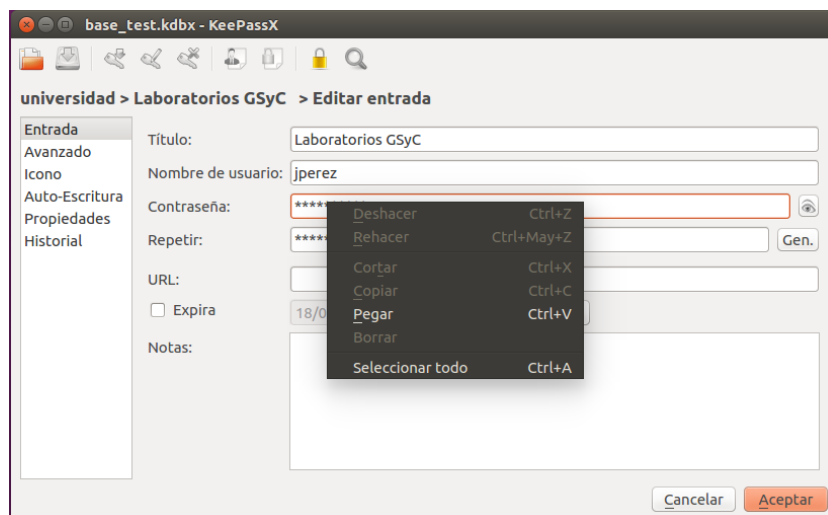 base_test.kdbx - KeePassX
universidad > Laboratorios GSyC > Editar entrada
Entrada
Avanzado
Icono
Auto-Escritura
Propiedades
Historial
Título: Laboratorios GSyC
Nombre de usuario: jperez
Contraseña:
Repetir: Gen.
URL:
Expira 18/0
Notas:
Deshacer Ctrl+Z
Rehacer Ctrl+May+Z
Cortar Ctrl+X
Copiar Ctrl+C
Pegar Ctrl+V
Borrar
Seleccionar todo Ctrl+A
Cancelar Aceptar